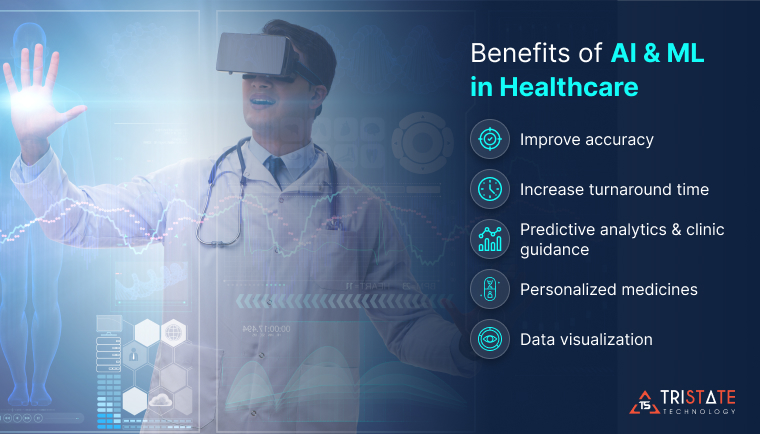 Benefits of AI & ML
in Healthcare
Improve accuracy
Increase turnaround time
Predictive analytics & clinic
guidance
Personalized medicines
Data visualization
TS
TRISTATE
TECHNOLOGY